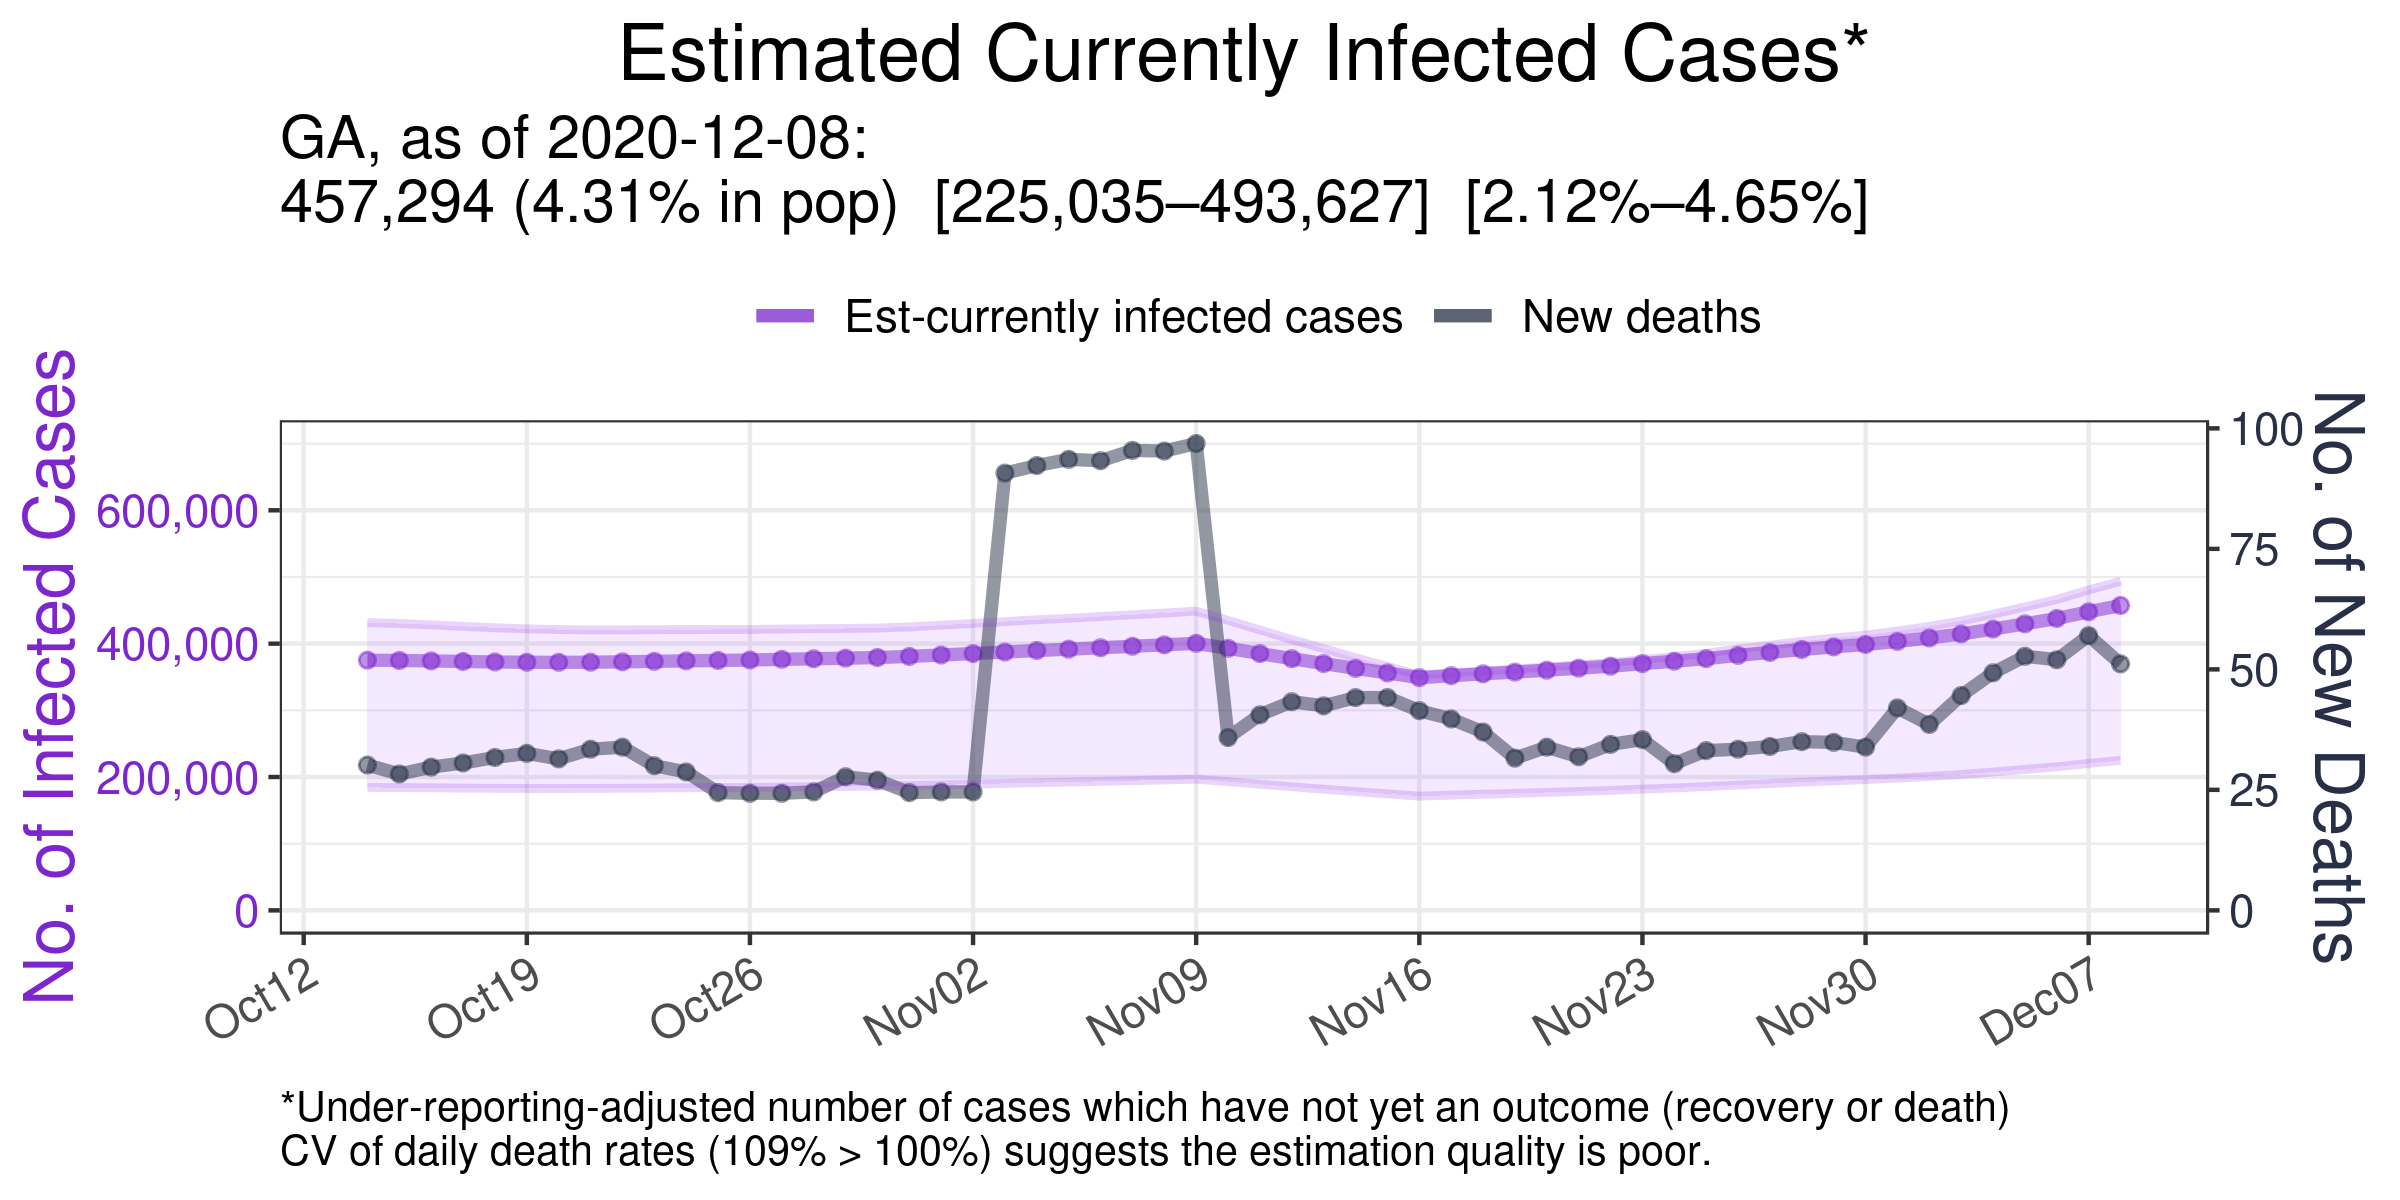 Estimated Currently Infected Cases*
GA, as of 2020-12-08:
457,294 (4.31% in pop)  [225,035–493,627]  [2.12%–4.65%]
Est-currently infected cases
New deaths
No. of Infected Cases
600,000
400,000
200,000
0
100
75
50
25
0
No. of New Deaths
Oct12
Oct19
Oct26
Nov02
Nov09
Nov16
Nov23
Nov30
Dec07
*Under-reporting-adjusted number of cases which have not yet an outcome (recovery or death)
CV of daily death rates (109% > 100%) suggests the estimation quality is poor.